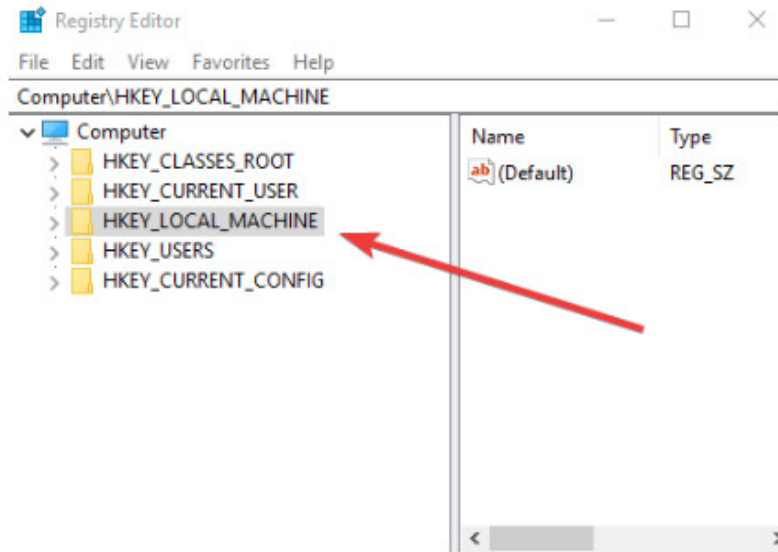 Registry Editor
File Edit View Favorites Help
Computer\HKEY_LOCAL_MACHINE
Computer
HKEY_CLASSES_ROOT
HKEY_CURRENT_USER
HKEY_LOCAL_MACHINE
HKEY_USERS
HKEY_CURRENT_CONFIG
Name Type
ab (Default) REG_SZ